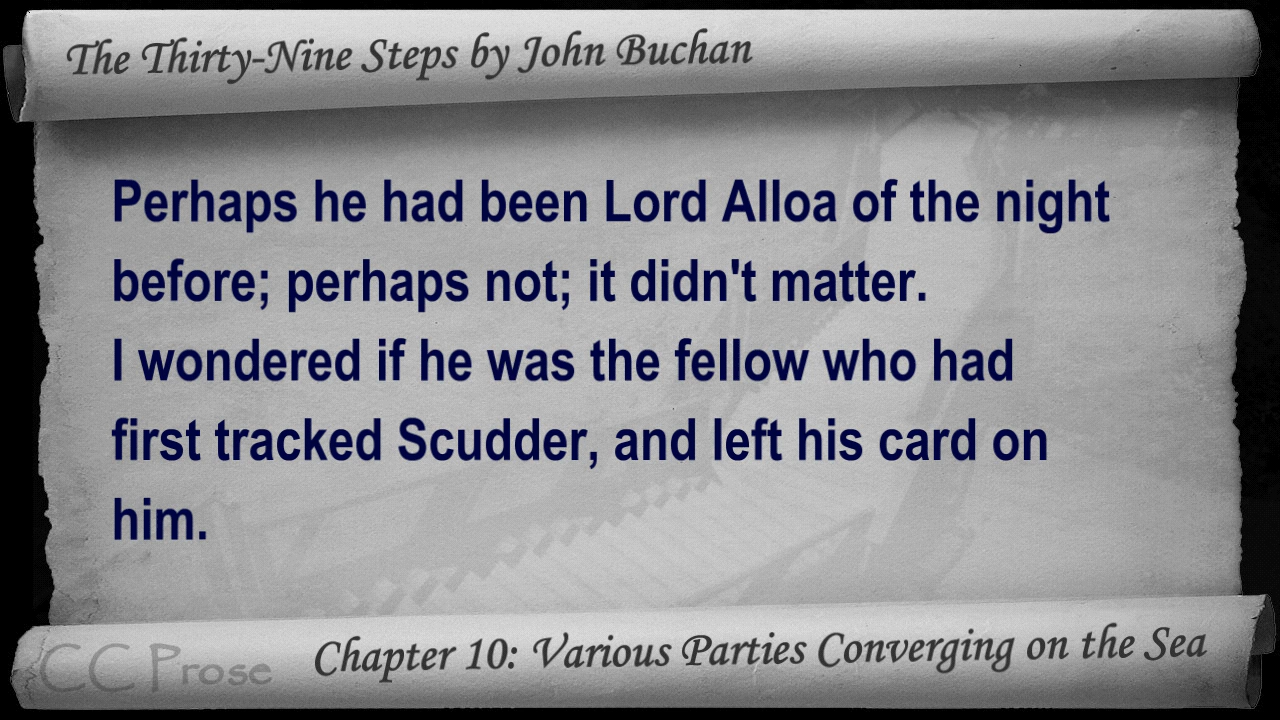 The Thirty-Nine Steps by John Buchan
Perhaps he had been Lord Alloa of the night
before; perhaps not; it didn't matter.
I wondered if he was the fellow who had
first tracked Scudder, and left his card on
him.
CC Prose
Chapter 10: Various Parties Converging on the Sea